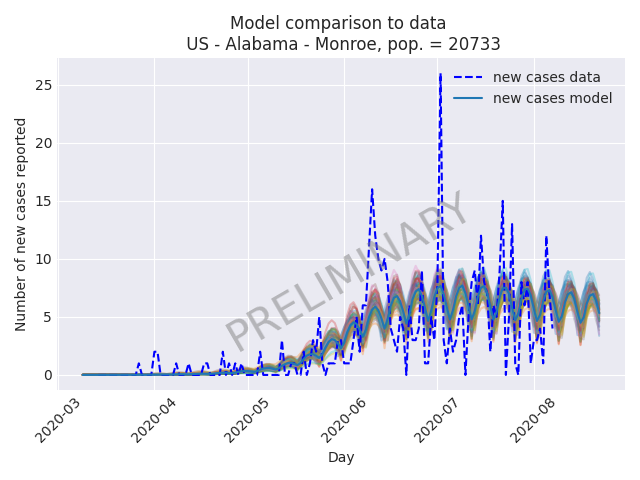 Model comparison to data
US - Alabama - Monroe, pop. = 20733
new cases data
new cases model
Number of new cases reported
25
20
15
10
5
0
PRELIMINARY
2020-03
2020-04
2020-05
2020-06
2020-07
2020-08
Day